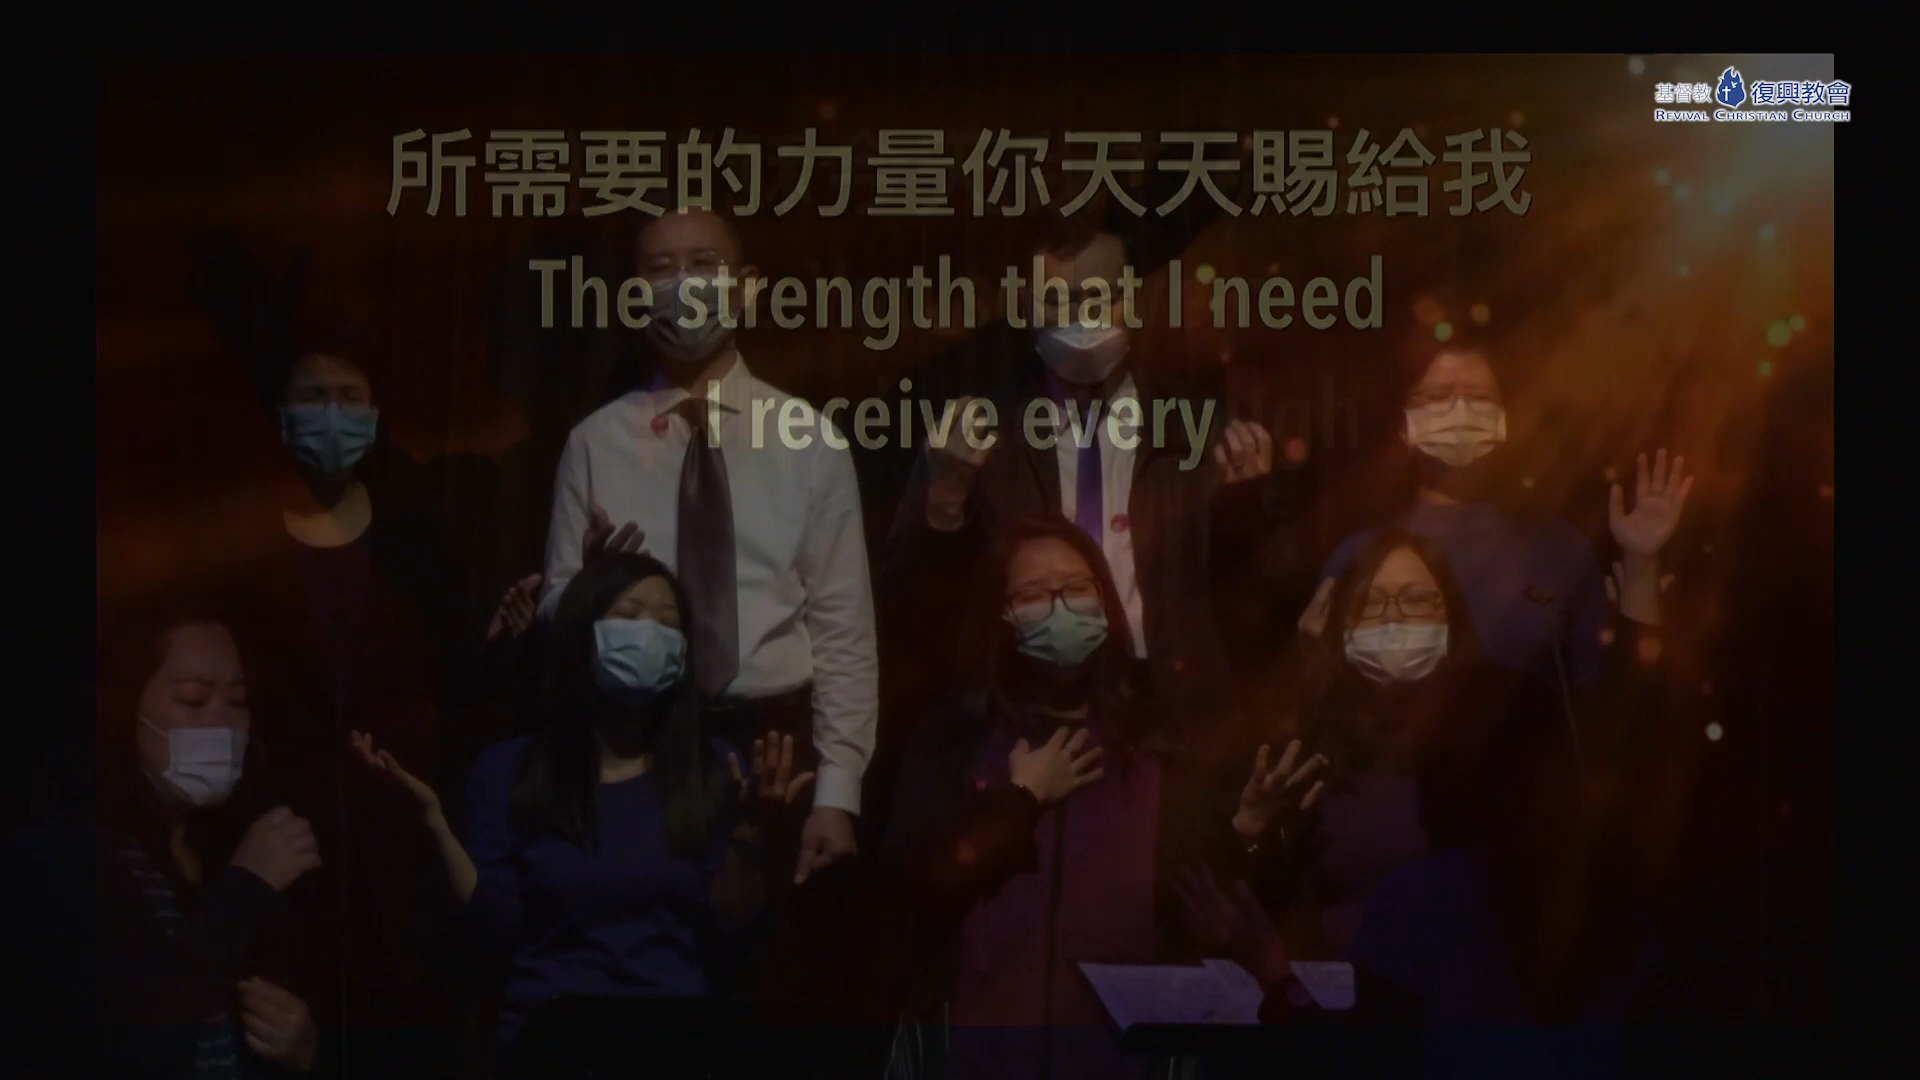 基督教 復興教會
REVIVAL CHRISTIAN CHURCH
所需要的力量你天天賜給我
The strength that I need
I receive every